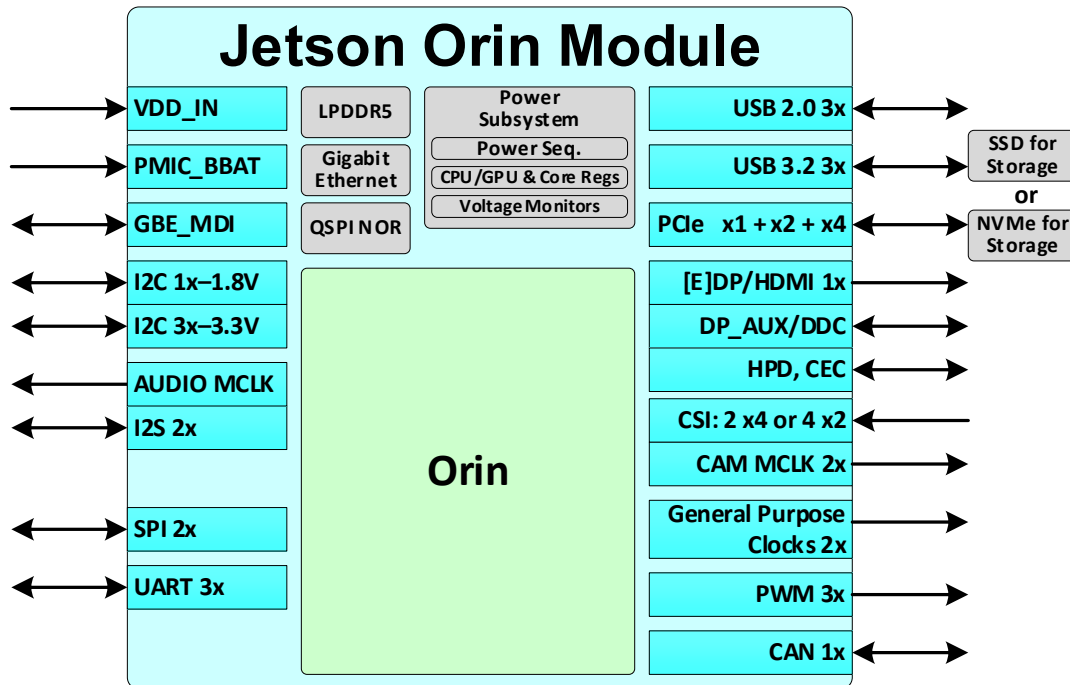 Jetson Orin Module
VDD_IN
PMIC_BBAT
GBE_MDI
I2C 1x–1.8V
I2C 3x–3.3V
AUDIO MCLK
I2S 2x
SPI 2x
UART 3x
LPDDR5
Gigabit
Ethernet
QSPI NOR
Power
Subsystem
Power Seq.
CPU/GPU & Core Regs
Voltage Monitors
Orin
USB 2.0 3x
USB 3.2 3x
PCIe x1 + x2 + x4
[E]DP/HDMI 1x
DP_AUX/DDC
HPD, CEC
CSI: 2 x4 or 4 x2
CAM MCLK 2x
General Purpose
Clocks 2x
PWM 3x
CAN 1x
SSD for
Storage
or
NVMe for
Storage